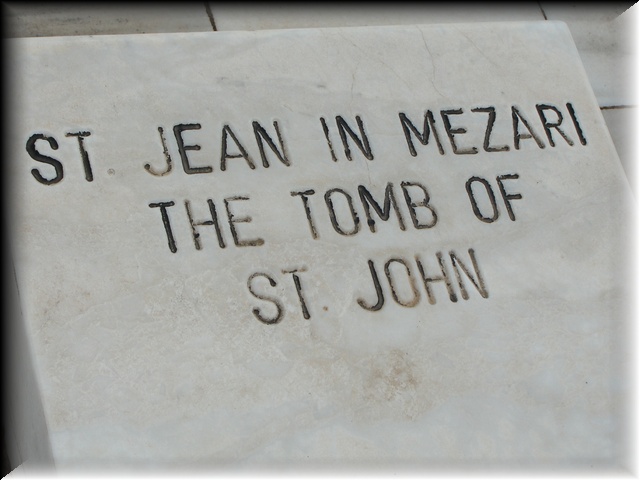 ST. JEAN IN MEZARI
THE TOMB OF
ST. JOHN